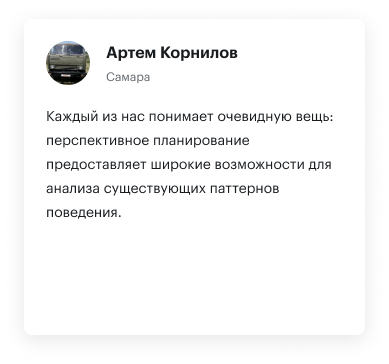 Артем Корнилов
Самара
Каждый из нас понимает очевидную вещь:
перспективное планирование
предоставляет широкие возможности для
анализа существующих паттернов
поведения.